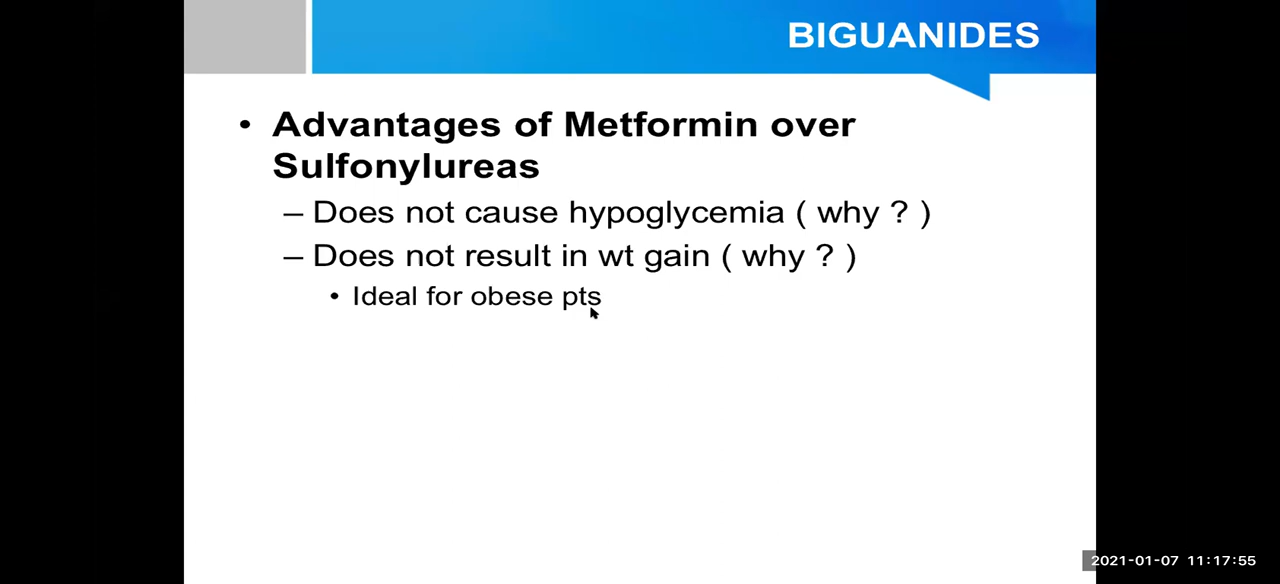 BIGUANIDES
• Advantages of Metformin over
Sulfonylureas
– Does not cause hypoglycemia ( why ? )
– Does not result in wt gain ( why ? )
• Ideal for obese pts
2021-01-07 11:17:55